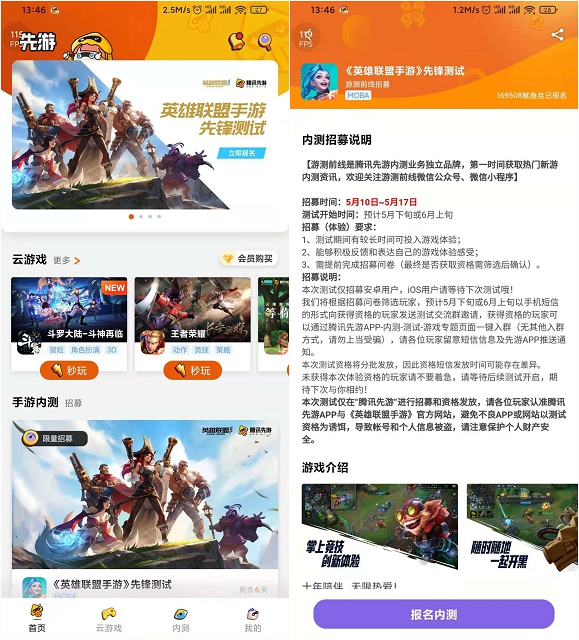 13:46
2.5M/s
27
115
FPS
先游
英雄联盟手游
腾讯先游
英雄联盟手游
先锋测试
立即报名
云游戏 更多 >
会员购买
NEW
斗罗大陆-斗神再临
冒险 角色扮演 3D
秒玩
王者荣耀
动作 竞技 策略
秒玩
手游内测 招募
限量招募
英雄联盟手游
腾讯先游
《英雄联盟手游》先锋测试
MOBA
剩余6天
首页
云游戏
内测
我的
13:46
1.2M/s
26
119
FPS
《英雄联盟手游》先锋测试
游测前线招募
MOBA
169508鱿鱼丝已报名
内测招募说明
【游测前线是腾讯先游内测业务独立品牌，第一时间获取热门新游
内测资讯，欢迎关注游测前线微信公众号、微信小程序】
招募时间：5月10日~5月17日
测试开始时间：预计5月下旬或6月上旬
招募（体验）要求：
1、测试期间有较长时间可投入游戏体验；
2、能够积极反馈和表达自己的游戏体验感受；
3、需提前完成招募问卷（最终是否获取资格需筛选后确认）。
招募说明：
本次测试仅招募安卓用户，iOS用户请等待下次测试哦！
我们将根据招募问卷筛选玩家，预计5月下旬或6月上旬以手机短信
的形式向获得资格的玩家发送测试交流群邀请，获得资格的玩家可
以通过腾讯先游APP-内测-测试-游戏专题页面一键入群（无其他入群
方式，请勿上当受骗），请各位玩家留意短信信息及先游APP推送通
知。
本次测试资格将分批发放，因此资格短信发放时间可能存在差异。
未获得本次体验资格的玩家请不要着急，请等待后续测试开启，期
待下次与你相约！
本次测试仅在“腾讯先游”进行招募和资格发放，请各位玩家认准腾讯
先游APP与《英雄联盟手游》官方网站，避免不良APP或网站以测试
资格为诱饵，导致帐号和个人信息被盗，请注意保护个人财产安
全。
游戏介绍
掌上竞技
创新体验
随时随地
一起开黑
十年陪伴，无限热爱！
报名内测